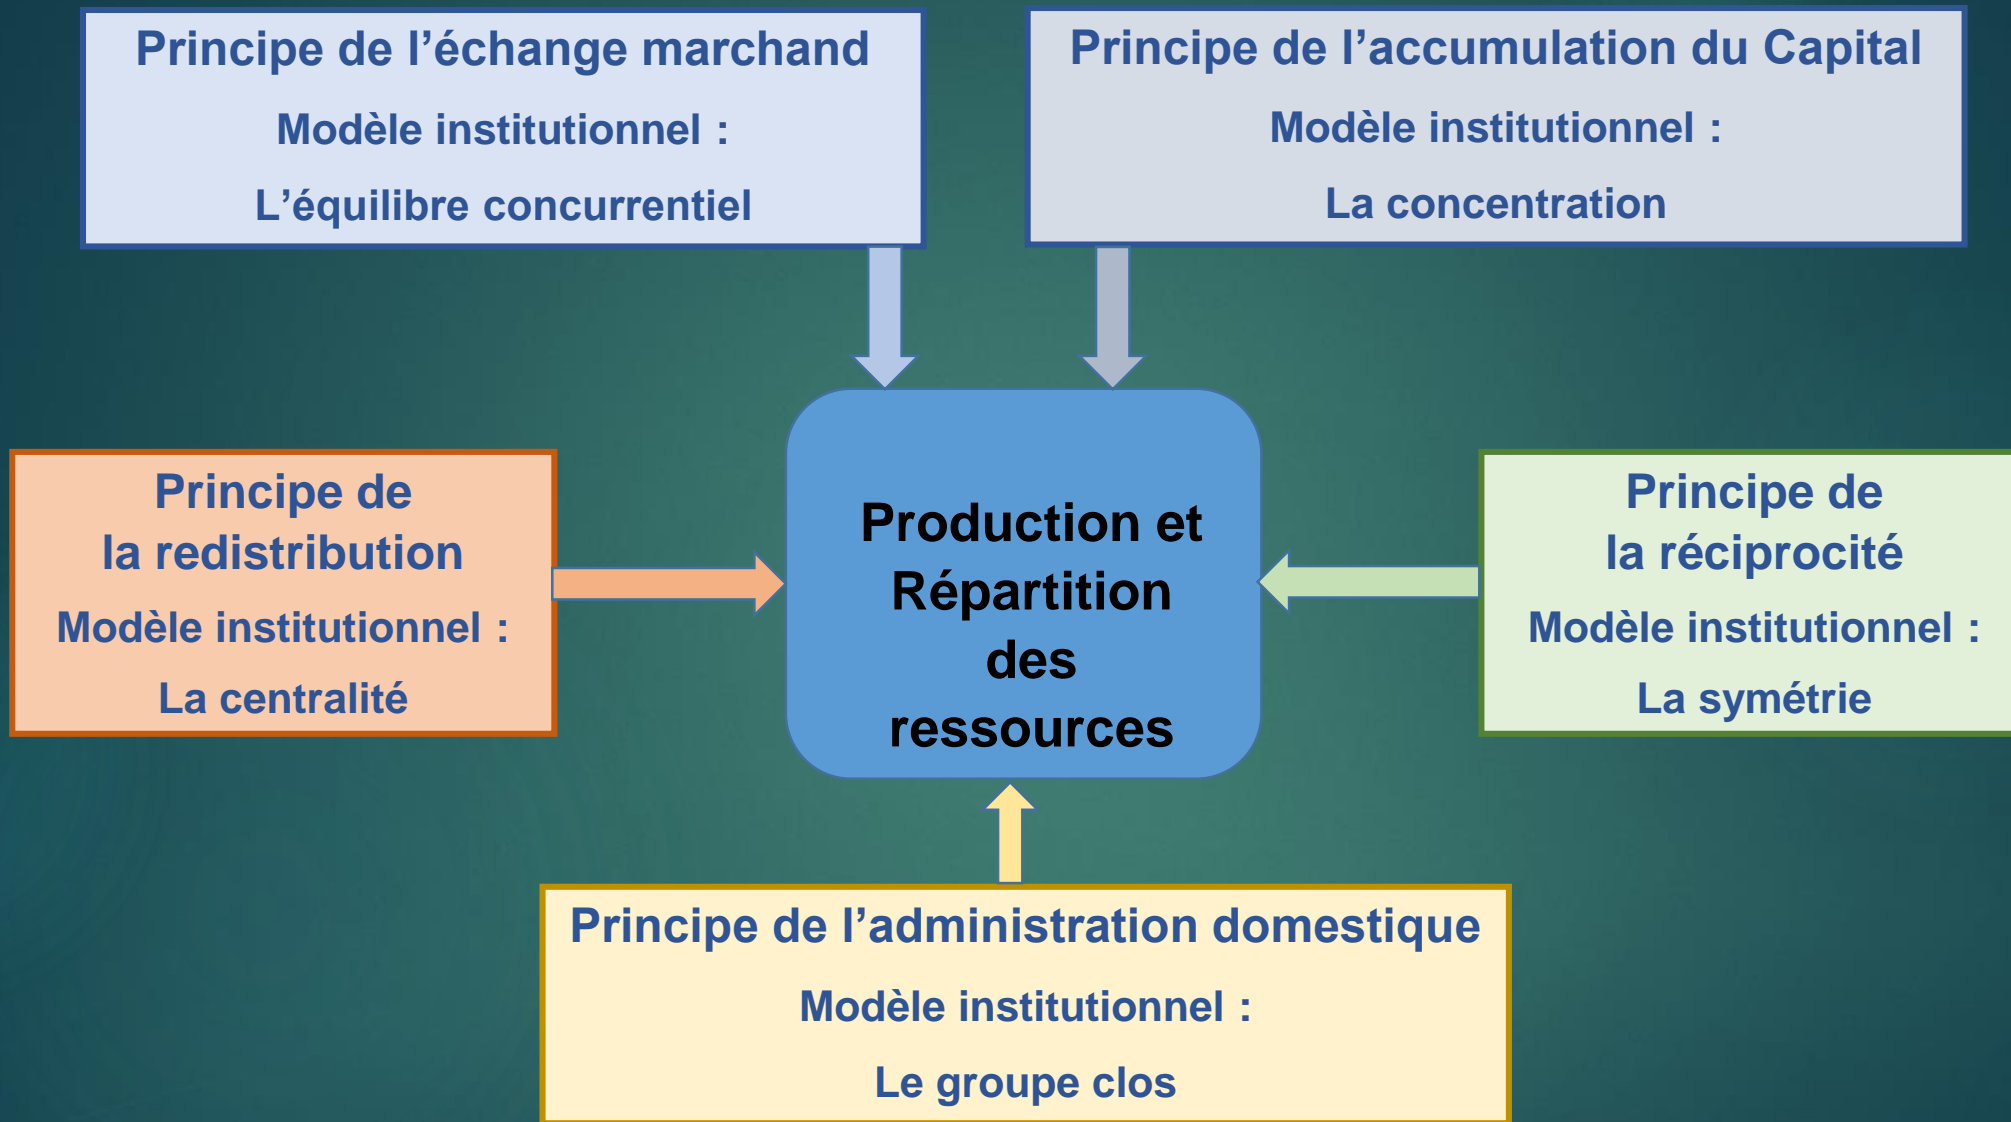 Principe de l’échange marchand
Modèle institutionnel :
L’équilibre concurrentiel
Principe de l’accumulation du Capital
Modèle institutionnel :
La concentration
Principe de
la redistribution
Modèle institutionnel :
La centralité
Production et
Répartition
des
ressources
Principe de
la réciprocité
Modèle institutionnel :
La symétrie
Principe de l’administration domestique
Modèle institutionnel :
Le groupe clos